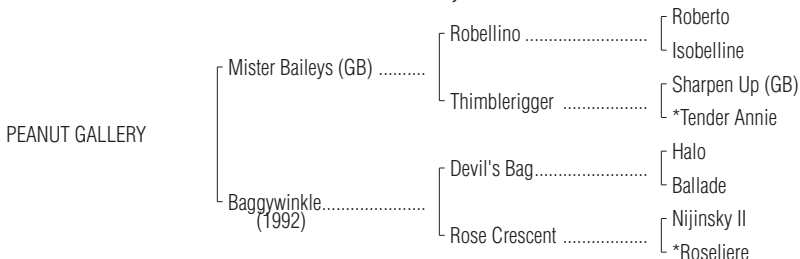 Roberto
Robellino ..........................
Isobelline
Mister Baileys (GB) ..........
Sharpen Up (GB)
Thimblerigger ..................
*Tender Annie
PEANUT GALLERY
Halo
Devil's Bag........................
Ballade
Baggywinkle......................
(1992)
Nijinsky II
Rose Crescent ..................
*Roseliere